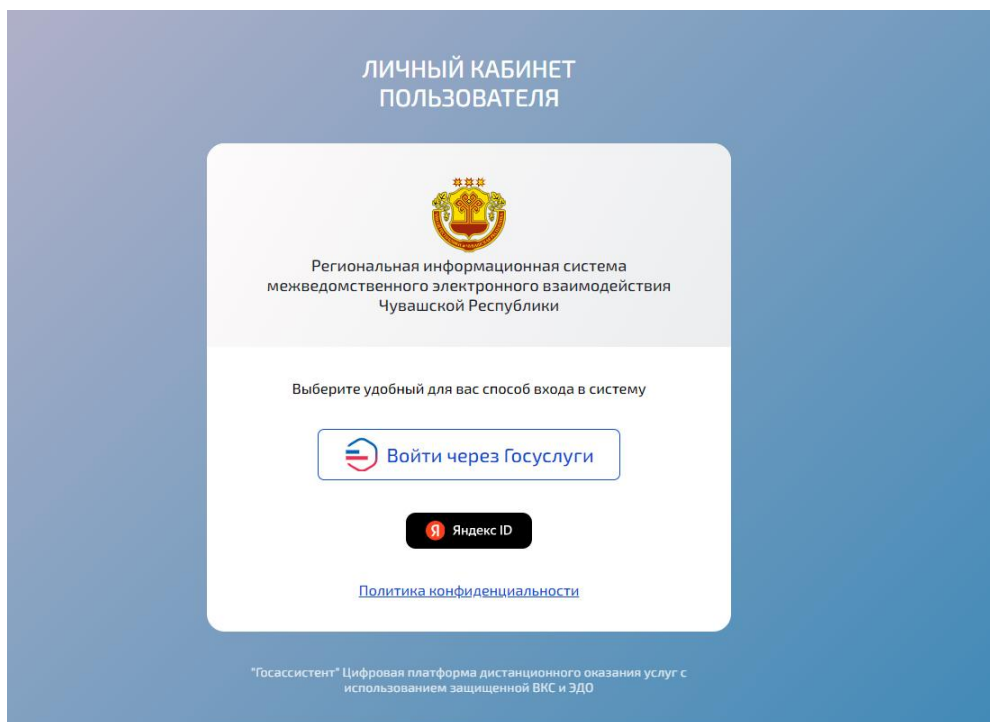 ЛИЧНЫЙ КАБИНЕТ
ПОЛЬЗОВАТЕЛЯ
Региональная информационная система
межведомственного электронного взаимодействия
Чувашской Республики
Выберите удобный для вас способ входа в систему
Войти через Госуслуги
Я Яндекс ID
Политика конфиденциальности
"Госассистент" Цифровая платформа дистанционного оказания услуг с
использованием защищенной ВКС и ЭДО